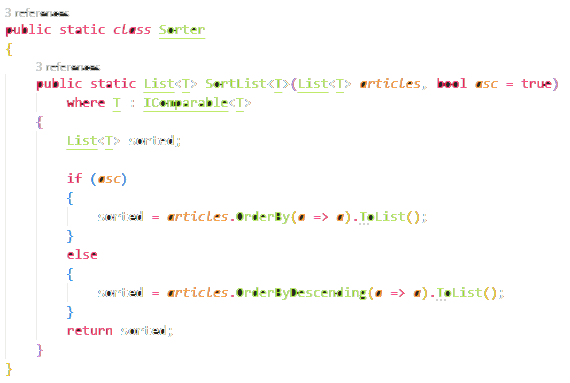 3 references
public static class Sorter
{
3 references
public static List<T> SortList<T>(List<T> articles, bool asc = true)
where T : IComparable<T>
{
List<T> sorted;
if (asc)
{
sorted = articles.OrderBy(a => a).ToList();
}
else
{
sorted = articles.OrderByDescending(a => a).ToList();
}
return sorted;
}
}